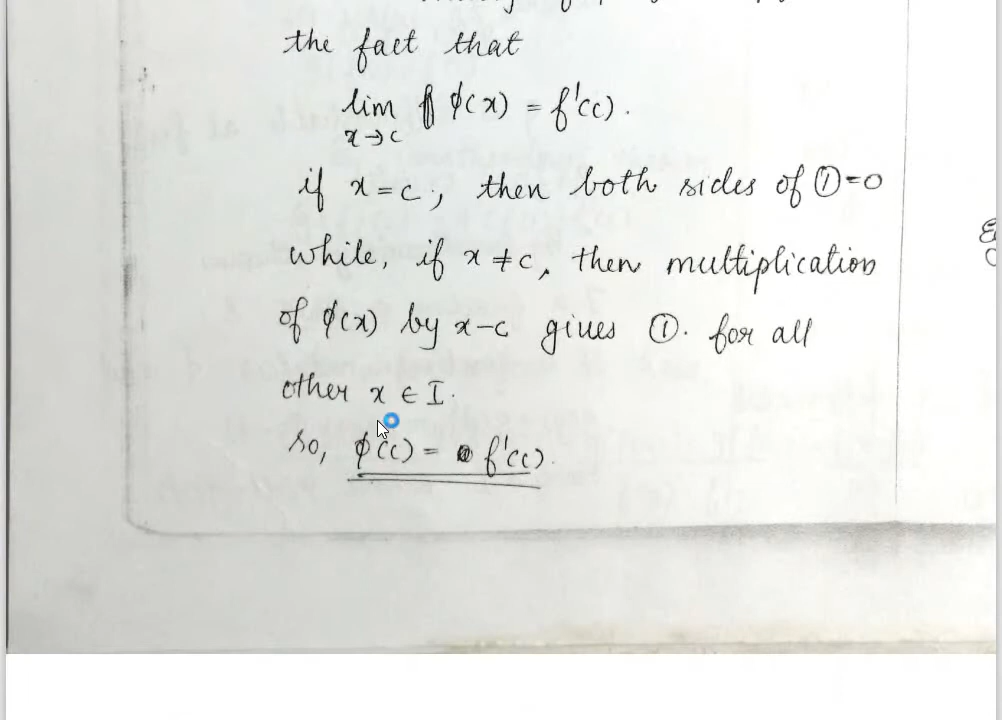 the fact that
lim ϕ(x) = f'(c).
x→c
if x = c, then both sides of ① = 0
while, if x ≠ c, then multiplication
of ϕ(x) by x-c gives ①. for all
other x ∈ I.
so, ϕ(c) = f'(c).